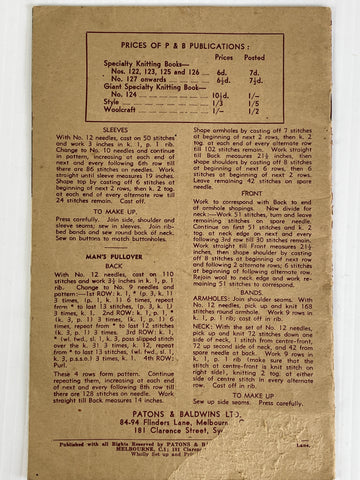 PRICES OF P & B PUBLICATIONS :
Prices Posted
Specialty Knitting Books—
Nos. 122, 123, 125 and 126 6d. 7d.
No. 127 onwards 6½d. 7½d.
Giant Specialty Knitting Book—
No. 124 10½d. 1/–
Style 1/3 1/5
Woolcraft 1/– 1/2
SLEEVES
With No. 12 needles, cast on 50 stitches
and work 3 inches in k. 1, p. 1 rib.
Change to No. 10 needles and continue
in pattern, increasing at each end of
next and every following 6th row till
there are 86 stitches on needles. Work
straight until sleeve measures 19 inches.
Shape top by casting off 6 stitches at
beginning of next 2 rows, then k. 2 tog.
at each end of every alternate row till
24 stitches remain. Cast off.
TO MAKE UP.
Press carefully. Join side, shoulder and
sleeve seams; sew in sleeves. Join rib-
bed bands and sew round back of neck.
Sew on buttons to match buttonholes.
MAN'S PULLOVER
BACK
With No. 12 needles, cast on 110
stitches and work 3½ inches in k. 1, p. 1
rib. Change to No. 9 needles and
pattern:—1st ROW: k. 1, * (p. 3, k. 1)
3 times, (p. 1, k. 1) 6 times, repeat
from * to last 13 stitches, (p. 3, k. 1)
3 times, k. 1. 2nd ROW: p. 1, *
(k. 3, p. 1) 3 times, (k. 1, p. 1) 6
times, repeat from * to last 13 stitches,
(k. 3, p. 1) 3 times. 3rd ROW: k. 1,
* (wl. fwd., sl. 1, k. 3, pass slipped stitch
over the k. 3) 3 times, k. 12, repeat
from * to last 13 stitches, (wl. fwd., sl. 1,
k. 3, p.s.s.o.) 3 times, k. 1. 4th ROW:
Purl.
These 4 rows form pattern. Continue
repeating them, increasing at each end
of next and every following 8th row till
there are 128 stitches on needle. Work
straight till Back measures 14 inches.
Shape armholes by casting off 7 stitches
at beginning of next 2 rows, then k. 2
tog. at each end of every alternate row
till 102 stitches remain. Work straight
till Back measures 21½ inches, then
shape shoulders by casting off 8 stitches
at beginning of next 2 rows, then 6
stitches at beginning of next 8 rows.
Leave remaining 42 stitches on spare
needle.
FRONT
Work to correspond with Back to end
of armhole shapings. Now divide for
neck:—Work 51 stitches, turn and leave
remaining stitches on spare needle.
Continue on first 51 stitches and k. 2
tog. at neck edge on next and every
following 3rd row till 30 stitches remain.
Work straight till Front measures 21½
inches, then shape shoulder by casting
off 8 stitches at beginning of next row
and following 2 alternate rows; 6 stitches
at beginning of following alternate row.
Rejoin wool to neck edge and work
remaining 51 stitches to correspond.
BANDS.
ARMHOLES: Join shoulder seams. With
No. 12 needles, pick up and knit 168
stitches round armhole. Work 9 rows in
k. 1, p. 1 rib; cast off in rib.
NECK: With the set of No. 12 needles,
pick up and knit 72 stitches down one
side of neck, 1 stitch from centre-front,
72 up second side of neck, and 42 from
spare needle at back. Work 9 rows in
k. 1, p. 1 rib (make sure that the
stitch at centre-front is knit stitch on
right side), knitting 2 tog. at either
side of centre stitch in every alternate
row. Cast off in rib.
TO MAKE UP
Sew up side seams. Press carefully.
PATONS & BALDWINS LTD.
84-94 Flinders Lane, Melbourne
181 Clarence Street,
Published with all Rights Reserved by PATONS & Lane,
MELBOURNE, C.1; 181
Wholly Set up and